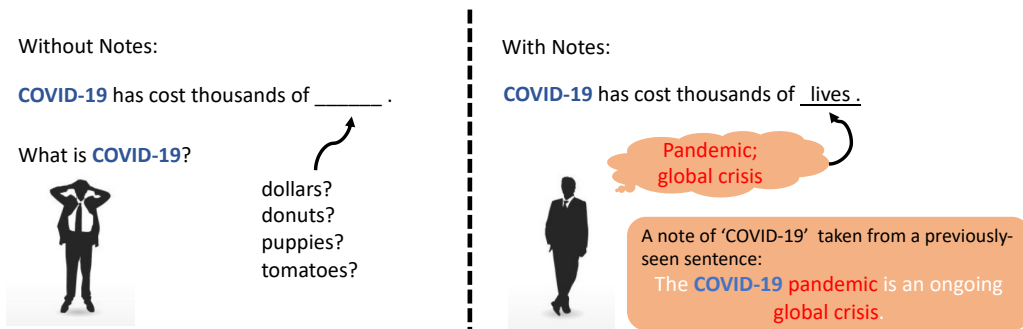 Without Notes:
COVID-19 has cost thousands of ______ .
What is COVID-19?
dollars?
donuts?
puppies?
tomatoes?
With Notes:
COVID-19 has cost thousands of lives .
Pandemic;
global crisis
A note of ‘COVID-19’ taken from a previously-
seen sentence:
The COVID-19 pandemic is an ongoing
global crisis.